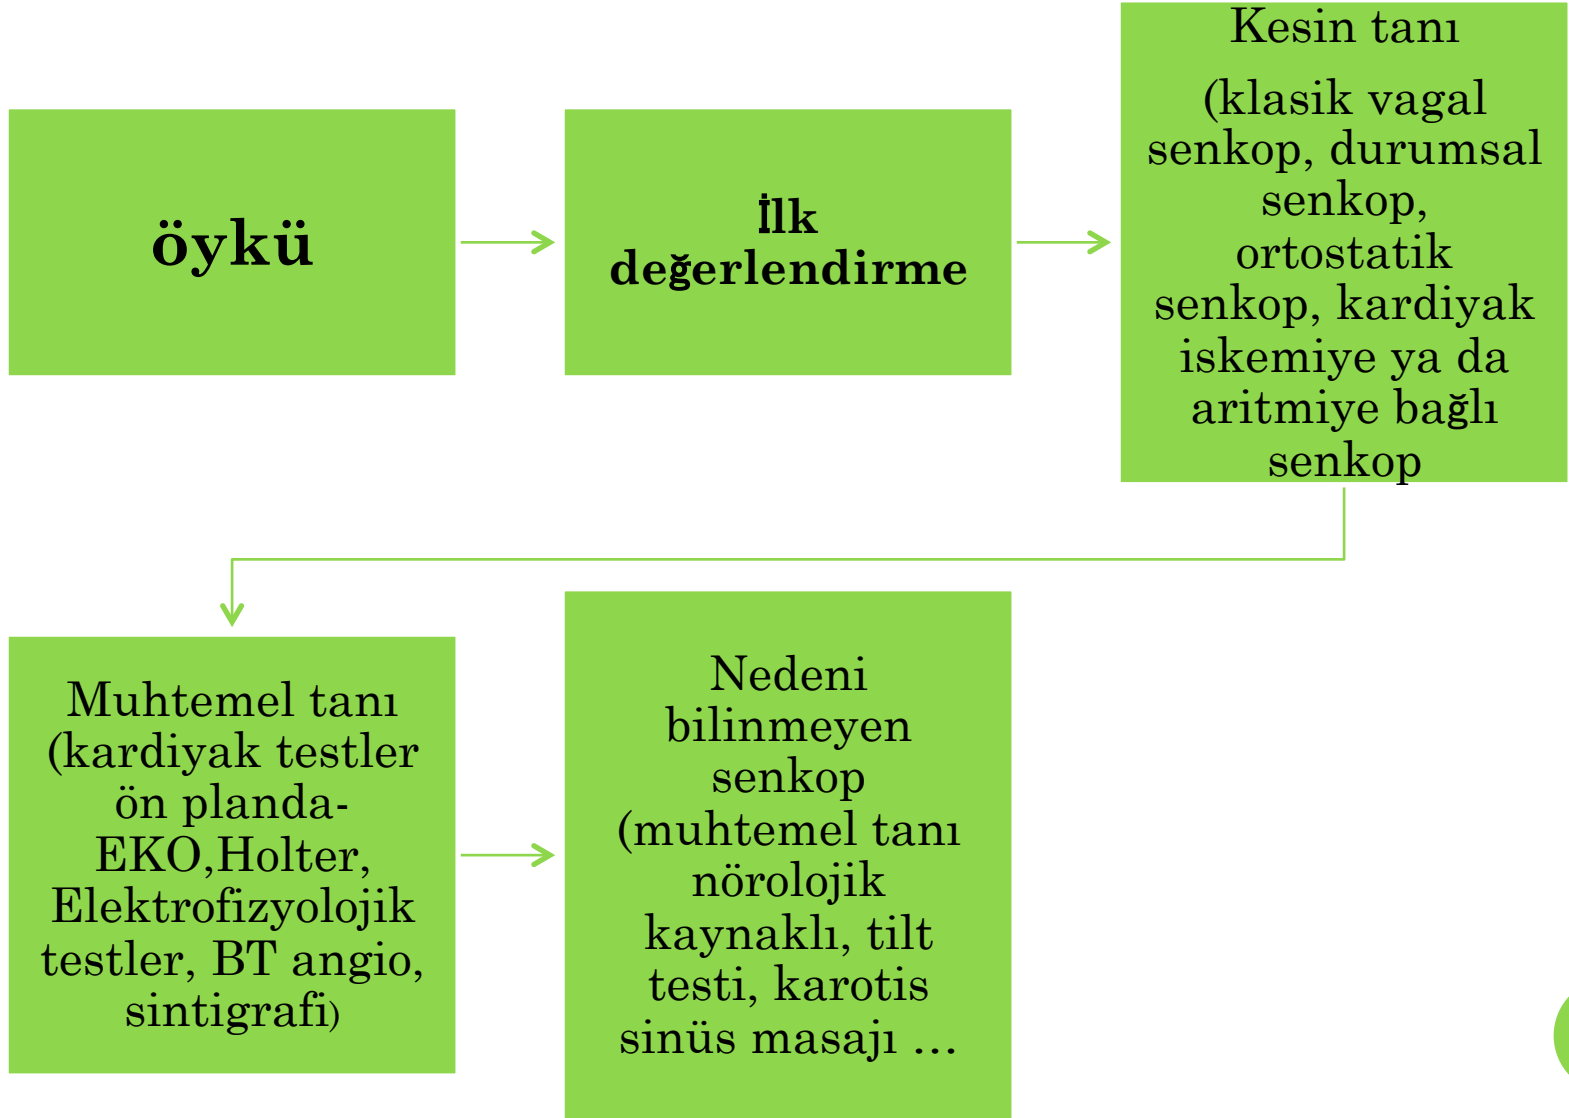 öykü
İlk
değerlendirme
Kesin tanı
(klasik vagal
senkop, durumsal
senkop,
ortostatik
senkop, kardiyak
iskemiye ya da
aritmiye bağlı
senkop
Muhtemel tanı
(kardiyak testler
ön planda-
EKO,Holter,
Elektrofizyolojik
testler, BT angio,
sintigrafi)
Nedeni
bilinmeyen
senkop
(muhtemel tanı
nörolojik
kaynaklı, tilt
testi, karotis
sinüs masajı …